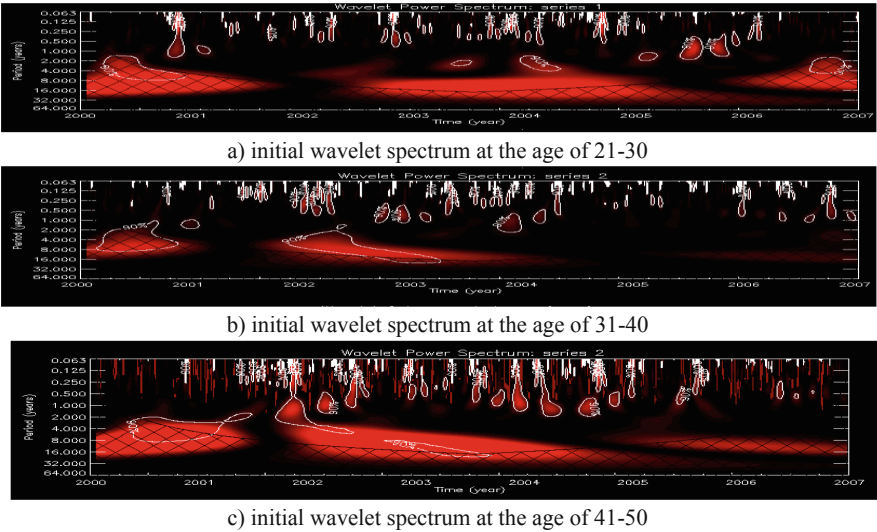 Wavelet Power Spectrum: series 1
Period (years)
0.063
0.125
0.250
0.500
1.000
2.000
4.000
8.000
16.000
32.000
64.000
2000 2001 2002 2003 2004 2005 2006 2007
Time (year)
a) initial wavelet spectrum at the age of 21-30
Wavelet Power Spectrum: series 2
Period (years)
0.063
0.125
0.250
0.500
1.000
2.000
4.000
8.000
16.000
32.000
64.000
90%
90%
2000 2001 2002 2003 2004 2005 2006 2007
Time (year)
b) initial wavelet spectrum at the age of 31-40
Wavelet Power Spectrum: series 2
Period (years)
0.063
0.125
0.250
0.500
1.000
2.000
4.000
8.000
16.000
32.000
64.000
90%
90%
2000 2001 2002 2003 2004 2005 2006 2007
Time (year)
c) initial wavelet spectrum at the age of 41-50